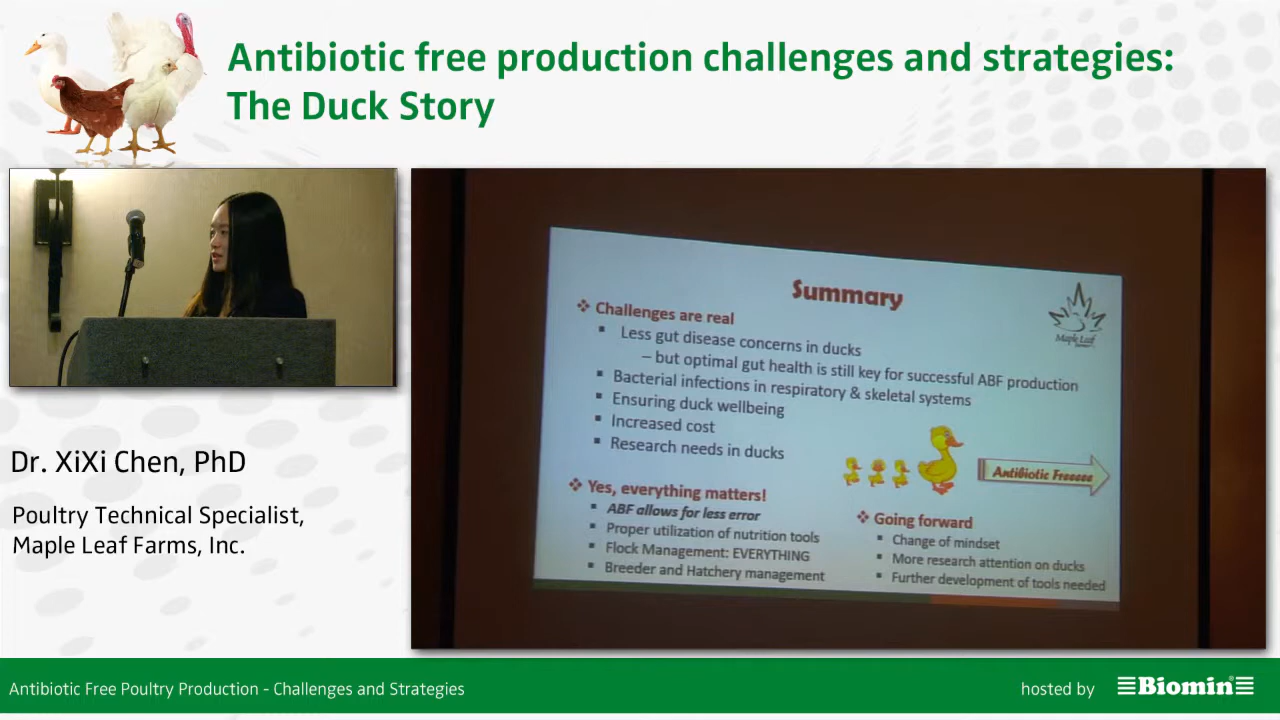 Antibiotic free production challenges and strategies:
The Duck Story
Dr. XiXi Chen, PhD
Poultry Technical Specialist,
Maple Leaf Farms, Inc.
Summary
Challenges are real
Less gut disease concerns in ducks
– but optimal gut health is still key for successful ABF production
Bacterial infections in respiratory & skeletal systems
Ensuring duck wellbeing
Increased cost
Research needs in ducks
Maple Leaf
Antibiotic Freeeee
Yes, everything matters!
ABF allows for less error
Proper utilization of nutrition tools
Flock Management: EVERYTHING
Breeder and Hatchery management
Going forward
Change of mindset
More research attention on ducks
Further development of tools needed
Antibiotic Free Poultry Production - Challenges and Strategies
hosted by
Biomin